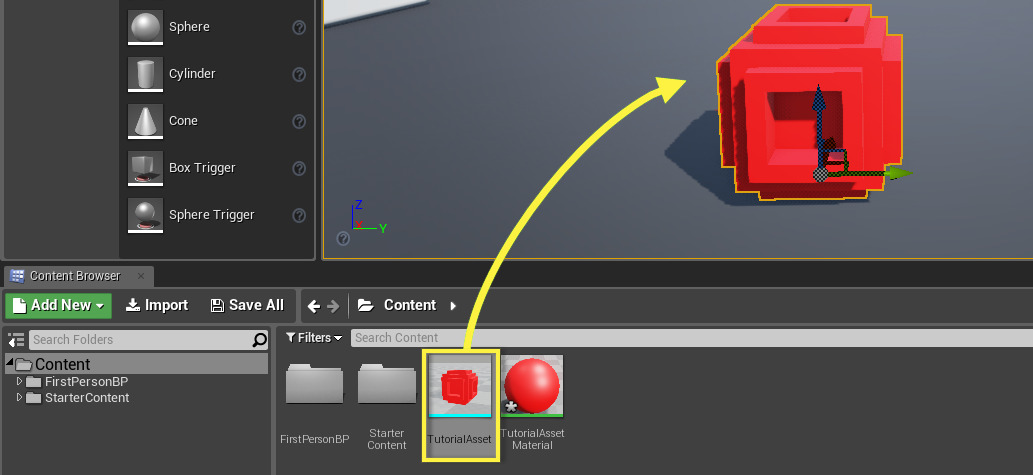 Sphere
Cylinder
Cone
Box Trigger
Sphere Trigger
Z
Y
Content Browser
Add New
Import
Save All
Content
Search Folders
Filters
Search Content
Content
FirstPersonBP
StarterContent
FirstPersonBP
Starter
Content
TutorialAsset
TutorialAsset
Material